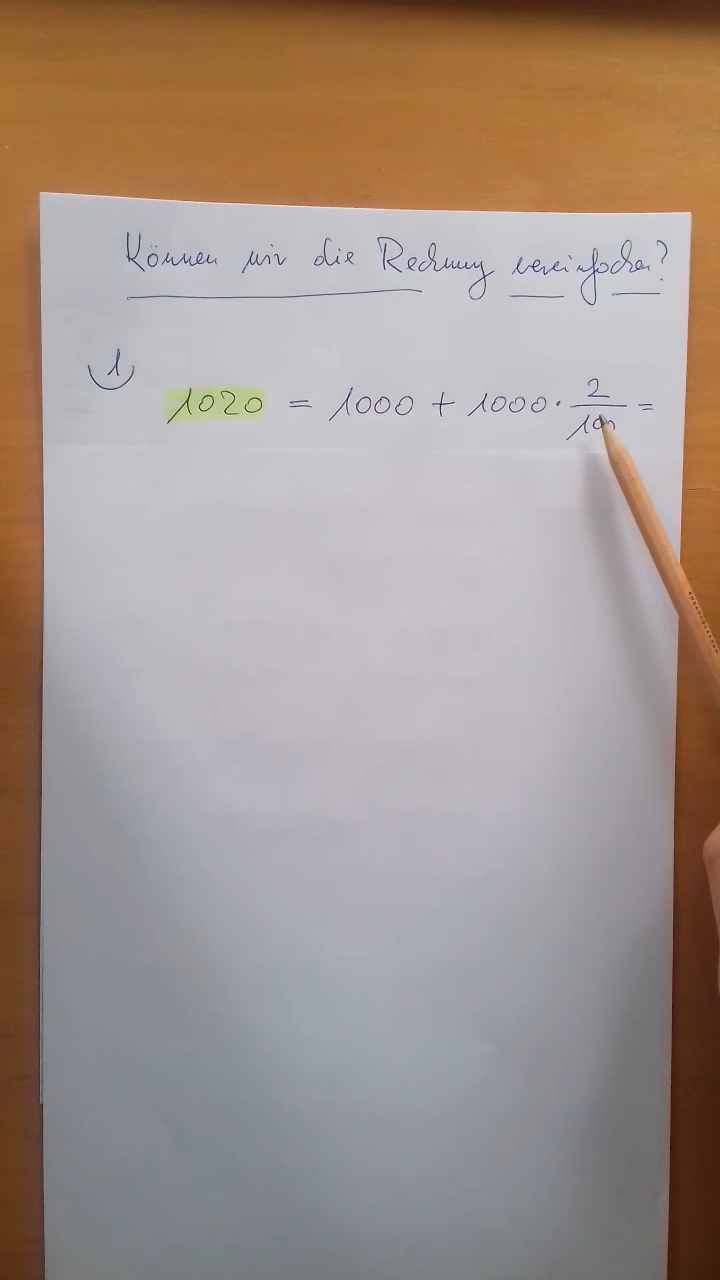 Können wir die Rechnung vereinfachen?
1
1020 = 1000 + 1000 · 2/100 =